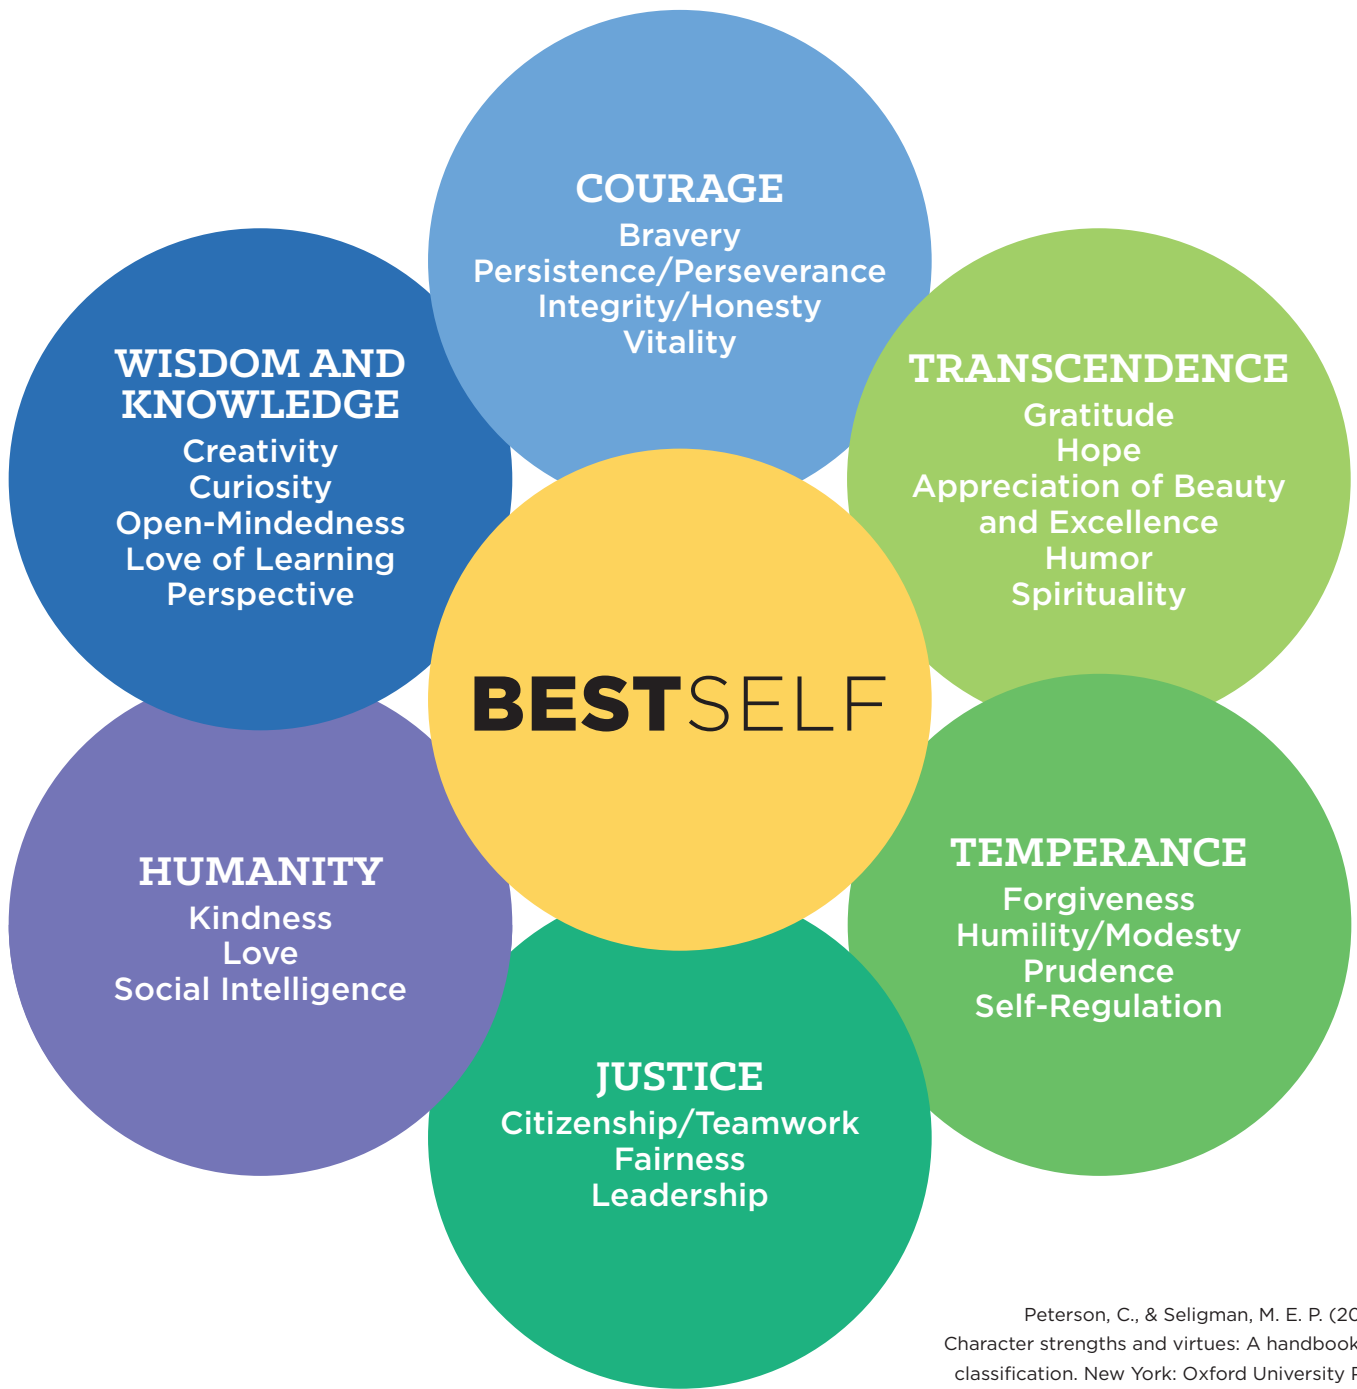 COURAGE
Bravery
Persistence/Perseverance
Integrity/Honesty
Vitality
WISDOM AND
KNOWLEDGE
Creativity
Curiosity
Open-Mindedness
Love of Learning
Perspective
TRANSCENDENCE
Gratitude
Hope
Appreciation of Beauty
and Excellence
Humor
Spirituality
BESTSELF
HUMANITY
Kindness
Love
Social Intelligence
TEMPERANCE
Forgiveness
Humility/Modesty
Prudence
Self-Regulation
JUSTICE
Citizenship/Teamwork
Fairness
Leadership
Peterson, C., & Seligman, M. E. P.
Character strengths and virtues: A handbook
classification. New York: Oxford University